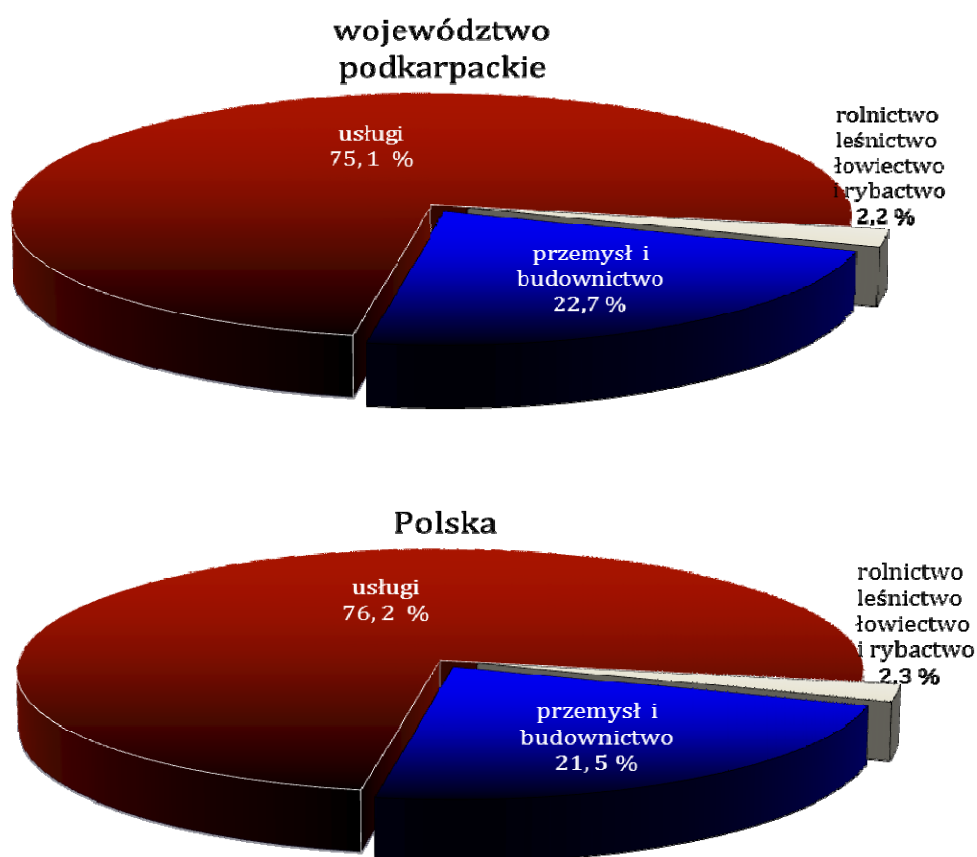 województwo
podkarpackie
usługi
75,1 %
rolnictwo
leśnictwo
łowiectwo
i rybactwo
2,2 %
przemysł i
budownictwo
22,7 %
Polska
usługi
76,2 %
rolnictwo
leśnictwo
łowiectwo
i rybactwo
2,3 %
przemysł i
budownictwo
21,5 %